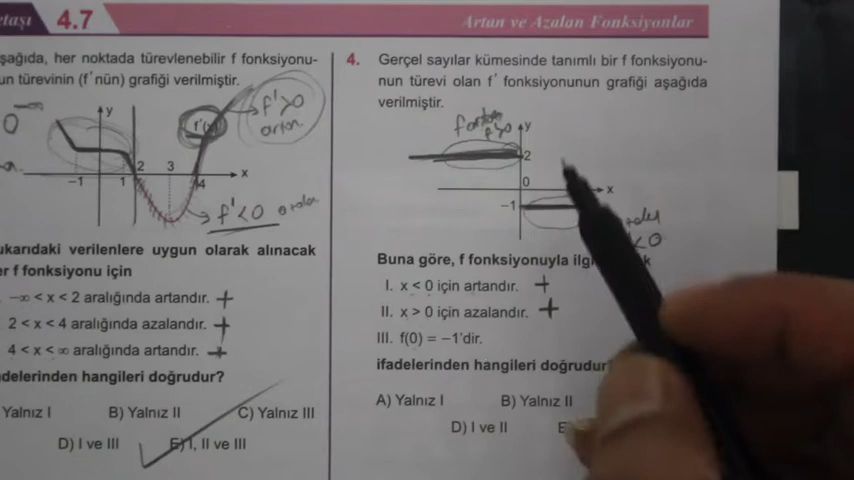 etaşı 4.7
Artan ve Azalan Fonksiyonlar
şağıda, her noktada türevlenebilir f fonksiyonu-
un türevinin (f'nün) grafiği verilmiştir.
f'>0
artan
y
-1 1 2 3 4 x
f'<0 azalan
ukarıdaki verilenlere uygun olarak alınacak
er f fonksiyonu için
-∞ < x < 2 aralığında artandır. +
2 < x < 4 aralığında azalandır. +
4 < x < ∞ aralığında artandır. +
adelerinden hangileri doğrudur?
Yalnız I B) Yalnız II C) Yalnız III
D) I ve III E) I, II ve III
4. Gerçel sayılar kümesinde tanımlı bir f fonksiyonu-
nun türevi olan f' fonksiyonunun grafiği aşağıda
verilmiştir.
f artan
f'>0 y
2
0 x
-1
<0
Buna göre, f fonksiyonuyla ilg
I. x < 0 için artandır. +
II. x > 0 için azalandır. +
III. f(0) = -1'dir.
ifadelerinden hangileri doğrudur
A) Yalnız I B) Yalnız II
D) I ve II E